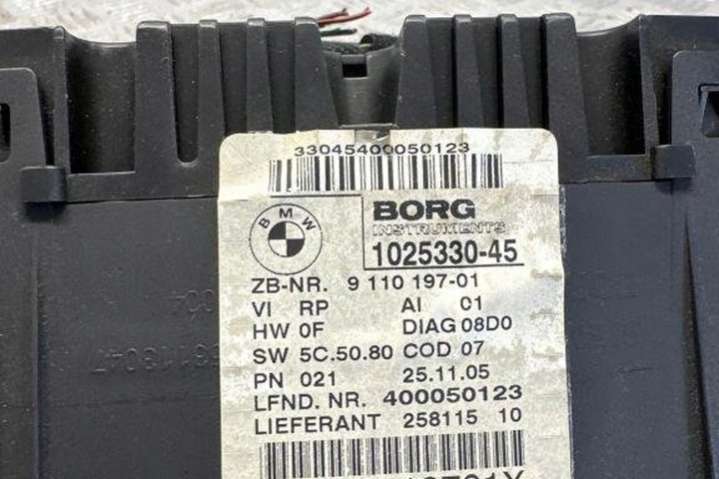 33045400050123
BMW
BORG
INSTRUMENTS
1025330-45
ZB-NR. 9 110 197-01
VI RP AI 01
HW 0F DIAG 08D0
SW 5C.50.80 COD 07
PN 021 25.11.05
LFND. NR. 400050123
LIEFERANT 258115 10